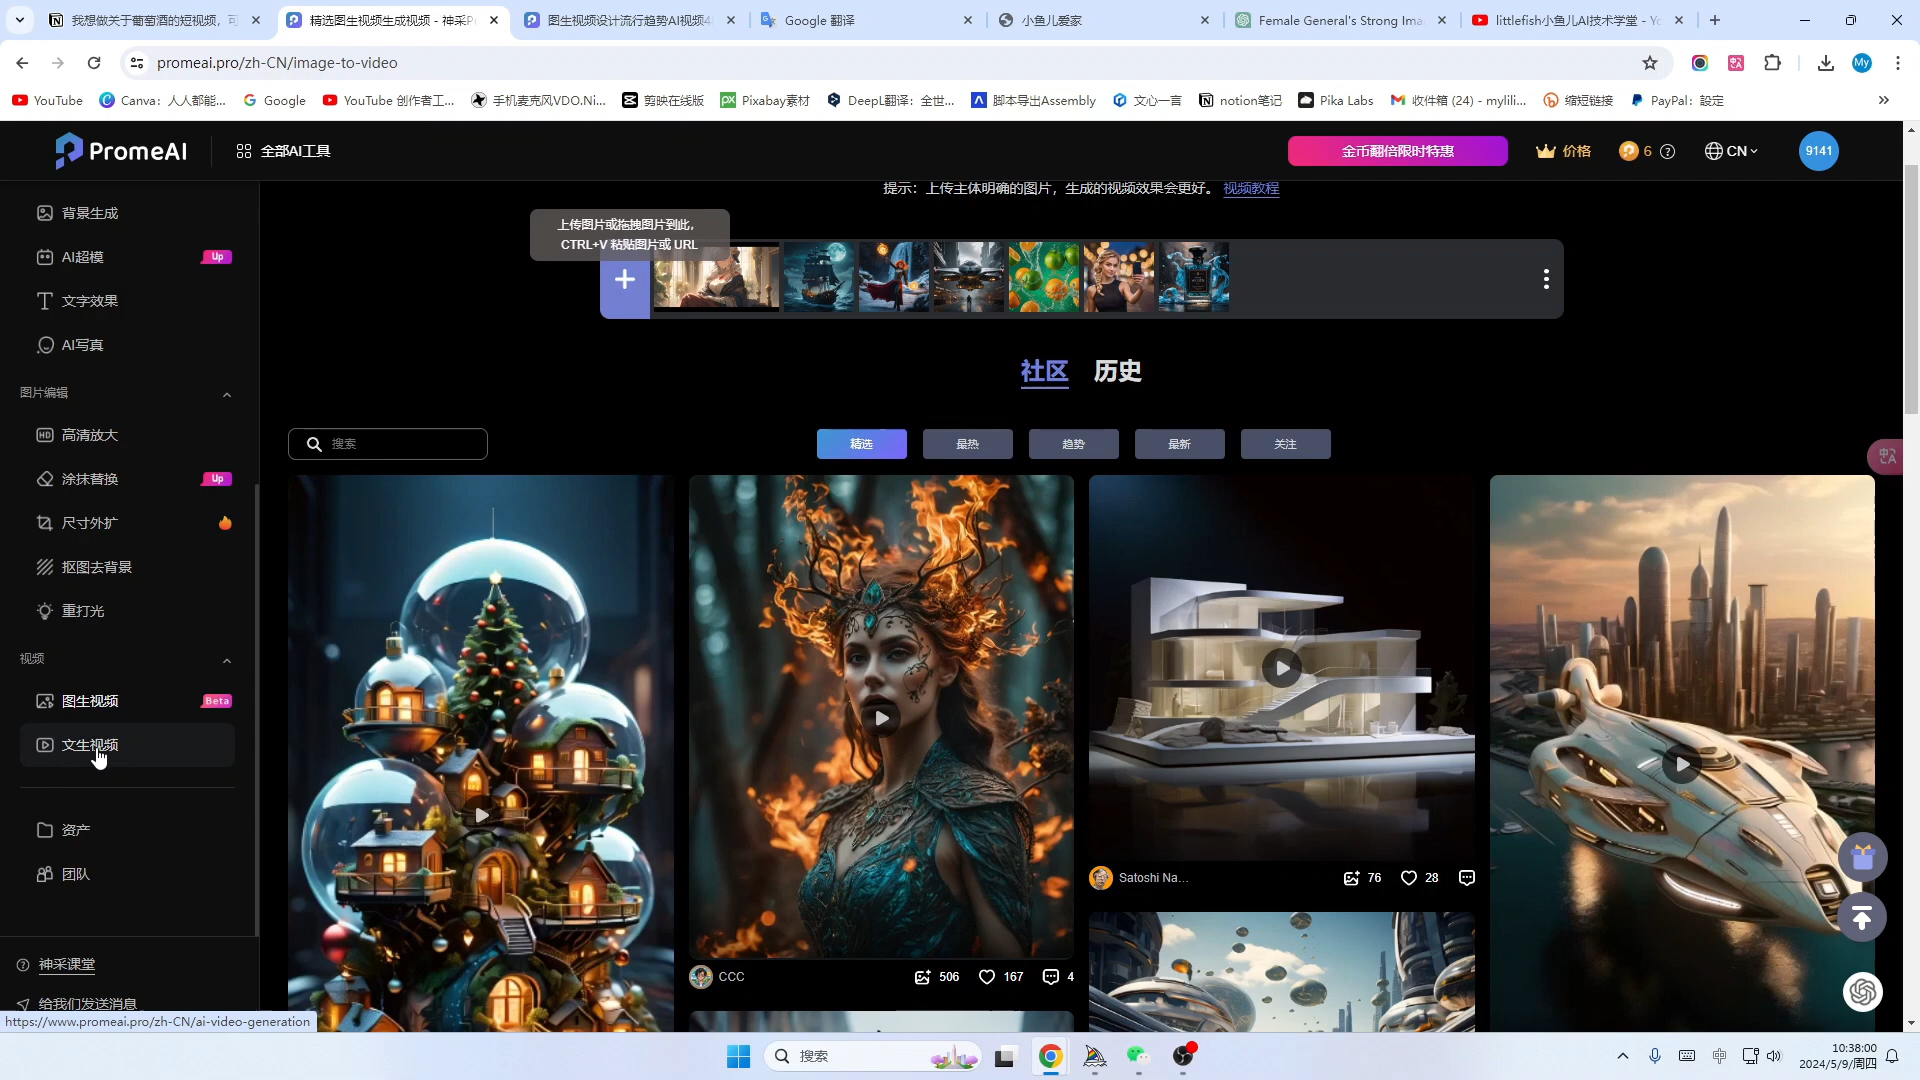 我想做关于葡萄酒的短视频，可
精选图生视频生成视频 - 神采P
图生视频设计流行趋势AI视频4
Google 翻译
小鱼儿爱家
Female General's Strong Ima
littlefish小鱼儿AI技术学堂 - Yo
promeai.pro/zh-CN/image-to-video
YouTube
Canva：人人都能...
Google
YouTube 创作者工...
手机麦克风VDO.Ni...
剪映在线版
Pixabay素材
DeepL翻译：全世...
脚本导出Assembly
文心一言
notion笔记
Pika Labs
收件箱 (24) - mylili...
缩短链接
PayPal：設定
My
PromeAI
全部AI工具
金币翻倍限时特惠
价格
6
CN
9141
提示：上传主体明确的图片，生成的视频效果会更好。 视频教程
上传图片或拖拽图片到此，
CTRL+V 粘贴图片或 URL
背景生成
AI超模 Up
文字效果
AI写真
图片编辑
高清放大
涂抹替换 Up
尺寸外扩
抠图去背景
重打光
视频
图生视频 Beta
文生视频
资产
团队
神采课堂
给我们发送消息
社区 历史
搜索
精选
最热
趋势
最新
关注
Satoshi Na...
76
28
CCC
506
167
4
https://www.promeai.pro/zh-CN/ai-video-generation
搜索
中
10:38:00
2024/5/9/周四